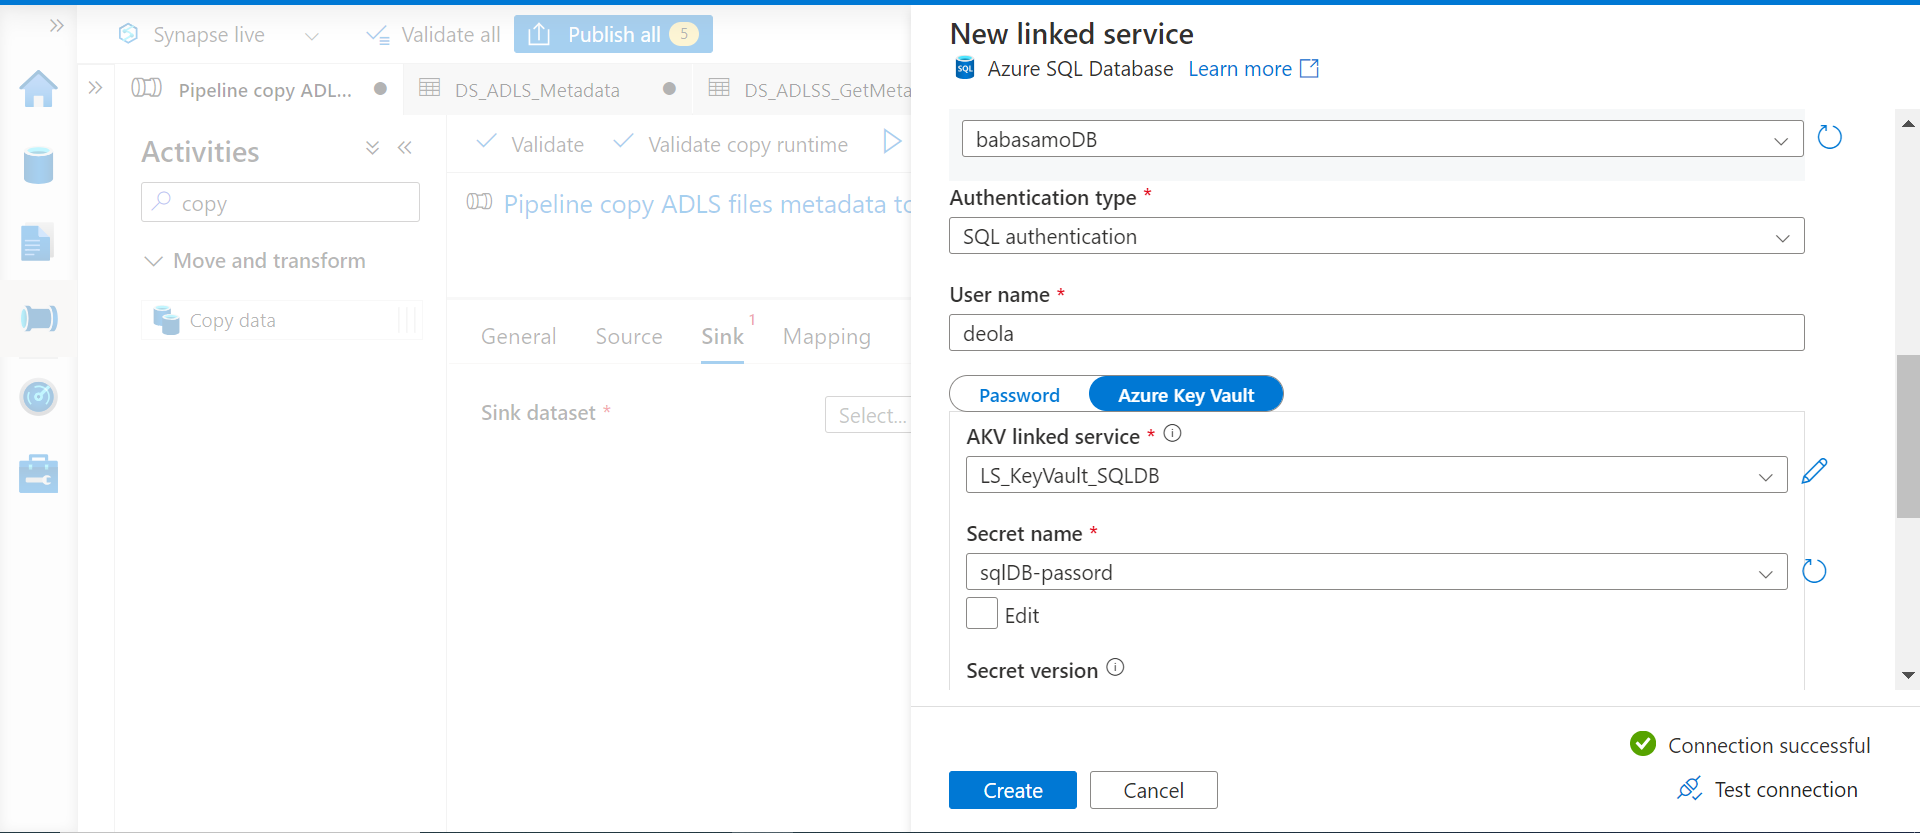 Synapse live
Validate all
Publish all 5
Pipeline copy ADL...
DS_ADLS_Metadata
DS_ADLSS_GetMeta
Activities
copy
Move and transform
Copy data
Validate
Validate copy runtime
Pipeline copy ADLS files metadata to
General
Source
Sink 1
Mapping
Sink dataset *
Select...
New linked service
SQL
Azure SQL Database Learn more
babasamoDB
Authentication type *
SQL authentication
User name *
deola
Password
Azure Key Vault
AKV linked service *
LS_KeyVault_SQLDB
Secret name *
sqlDB-passord
Edit
Secret version
Connection successful
Create
Cancel
Test connection